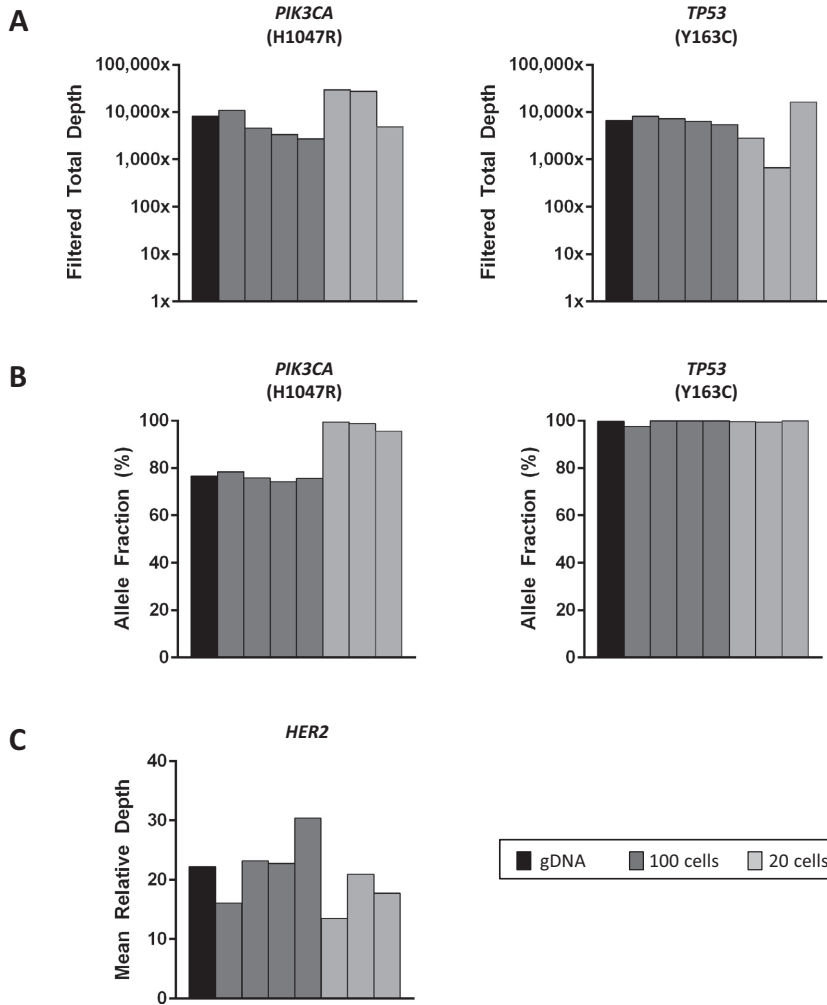 A
PIK3CA
(H1047R)
Filtered Total Depth
100,000x
10,000x
1,000x
100x
10x
1x
TP53
(Y163C)
Filtered Total Depth
100,000x
10,000x
1,000x
100x
10x
1x
B
PIK3CA
(H1047R)
Allele Fraction (%)
100
80
60
40
20
0
TP53
(Y163C)
Allele Fraction (%)
100
80
60
40
20
0
C
HER2
Mean Relative Depth
40
30
20
10
0
gDNA
100 cells
20 cells